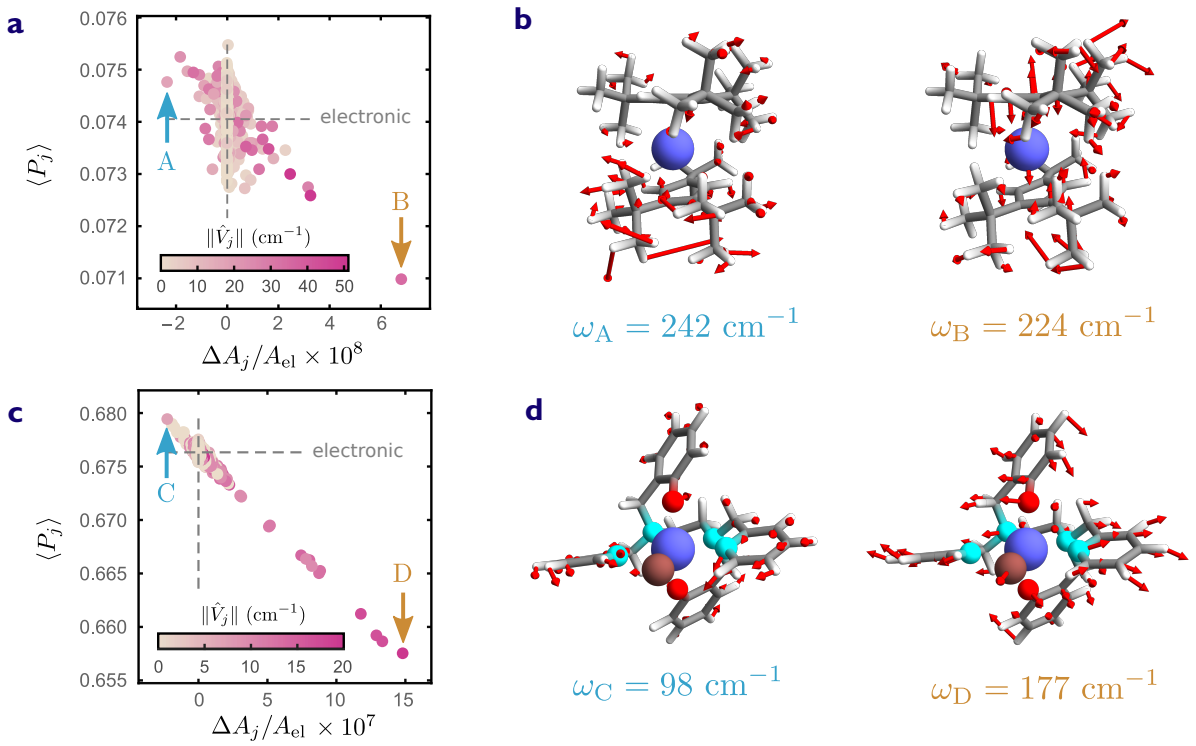 a
0.076
0.075
0.074
0.073
0.072
0.071
⟨P_j⟩
electronic
A
B
‖V̂_j‖ (cm⁻¹)
0 10 20 30 40 50
−2 0 2 4 6
ΔA_j/A_el × 10⁸
b
ω_A = 242 cm⁻¹
ω_B = 224 cm⁻¹
c
0.680
0.675
0.670
0.665
0.660
0.655
⟨P_j⟩
electronic
C
D
‖V̂_j‖ (cm⁻¹)
0 5 10 15 20
0 5 10 15
ΔA_j/A_el × 10⁷
d
ω_C = 98 cm⁻¹
ω_D = 177 cm⁻¹